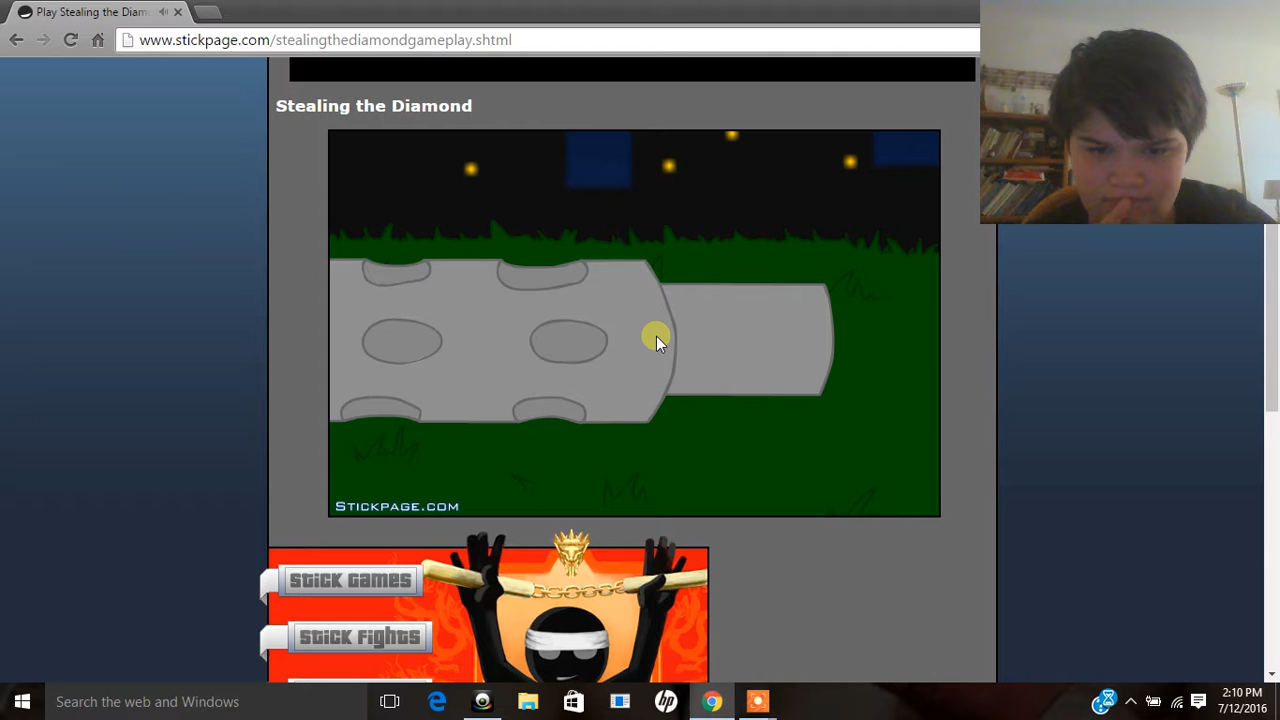 Play Stealing the Diam
www.stickpage.com/stealingthediamondgameplay.shtml
Stealing the Diamond
STICKPAGE.COM
STICK GAMES
STICK FIGHTS
Search the web and Windows
hp
2:10 PM
7/12/2016